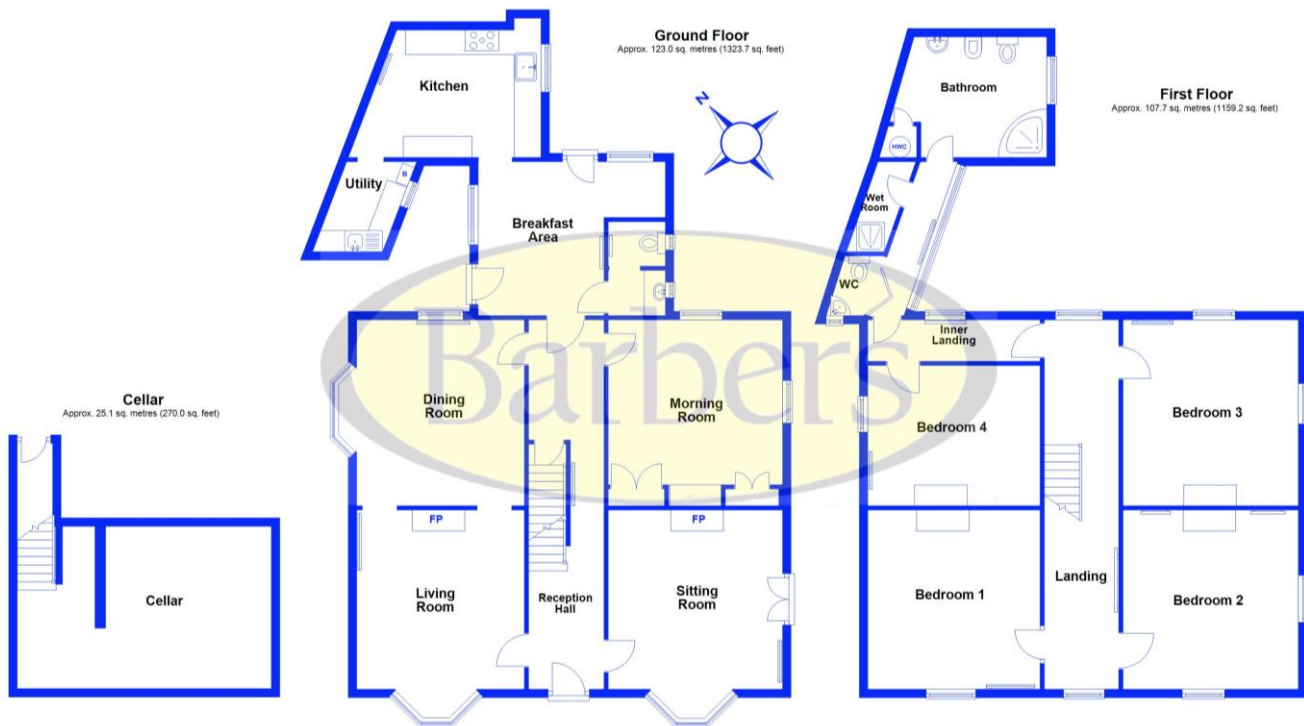 Ground Floor
Approx. 123.0 sq. metres (1323.7 sq. feet)
Kitchen
Utility
B
Breakfast
Area
N
Dining
Room
Morning
Room
FP
FP
Living
Room
Reception
Hall
Sitting
Room
First Floor
Approx. 107.7 sq. metres (1159.2 sq. feet)
Bathroom
HWC
Wet
Room
WC
Inner
Landing
Bedroom 4
Bedroom 3
Bedroom 1
Landing
Bedroom 2
Cellar
Approx. 25.1 sq. metres (270.0 sq. feet)
Cellar
Barbers